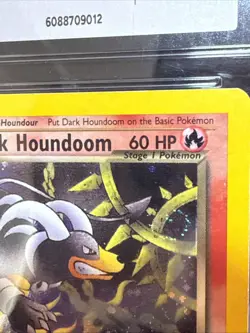 6088709012
Houndour Put Dark Houndoom on the Basic Pokémon
k Houndoom 60 HP
Stage 1 Pokémon